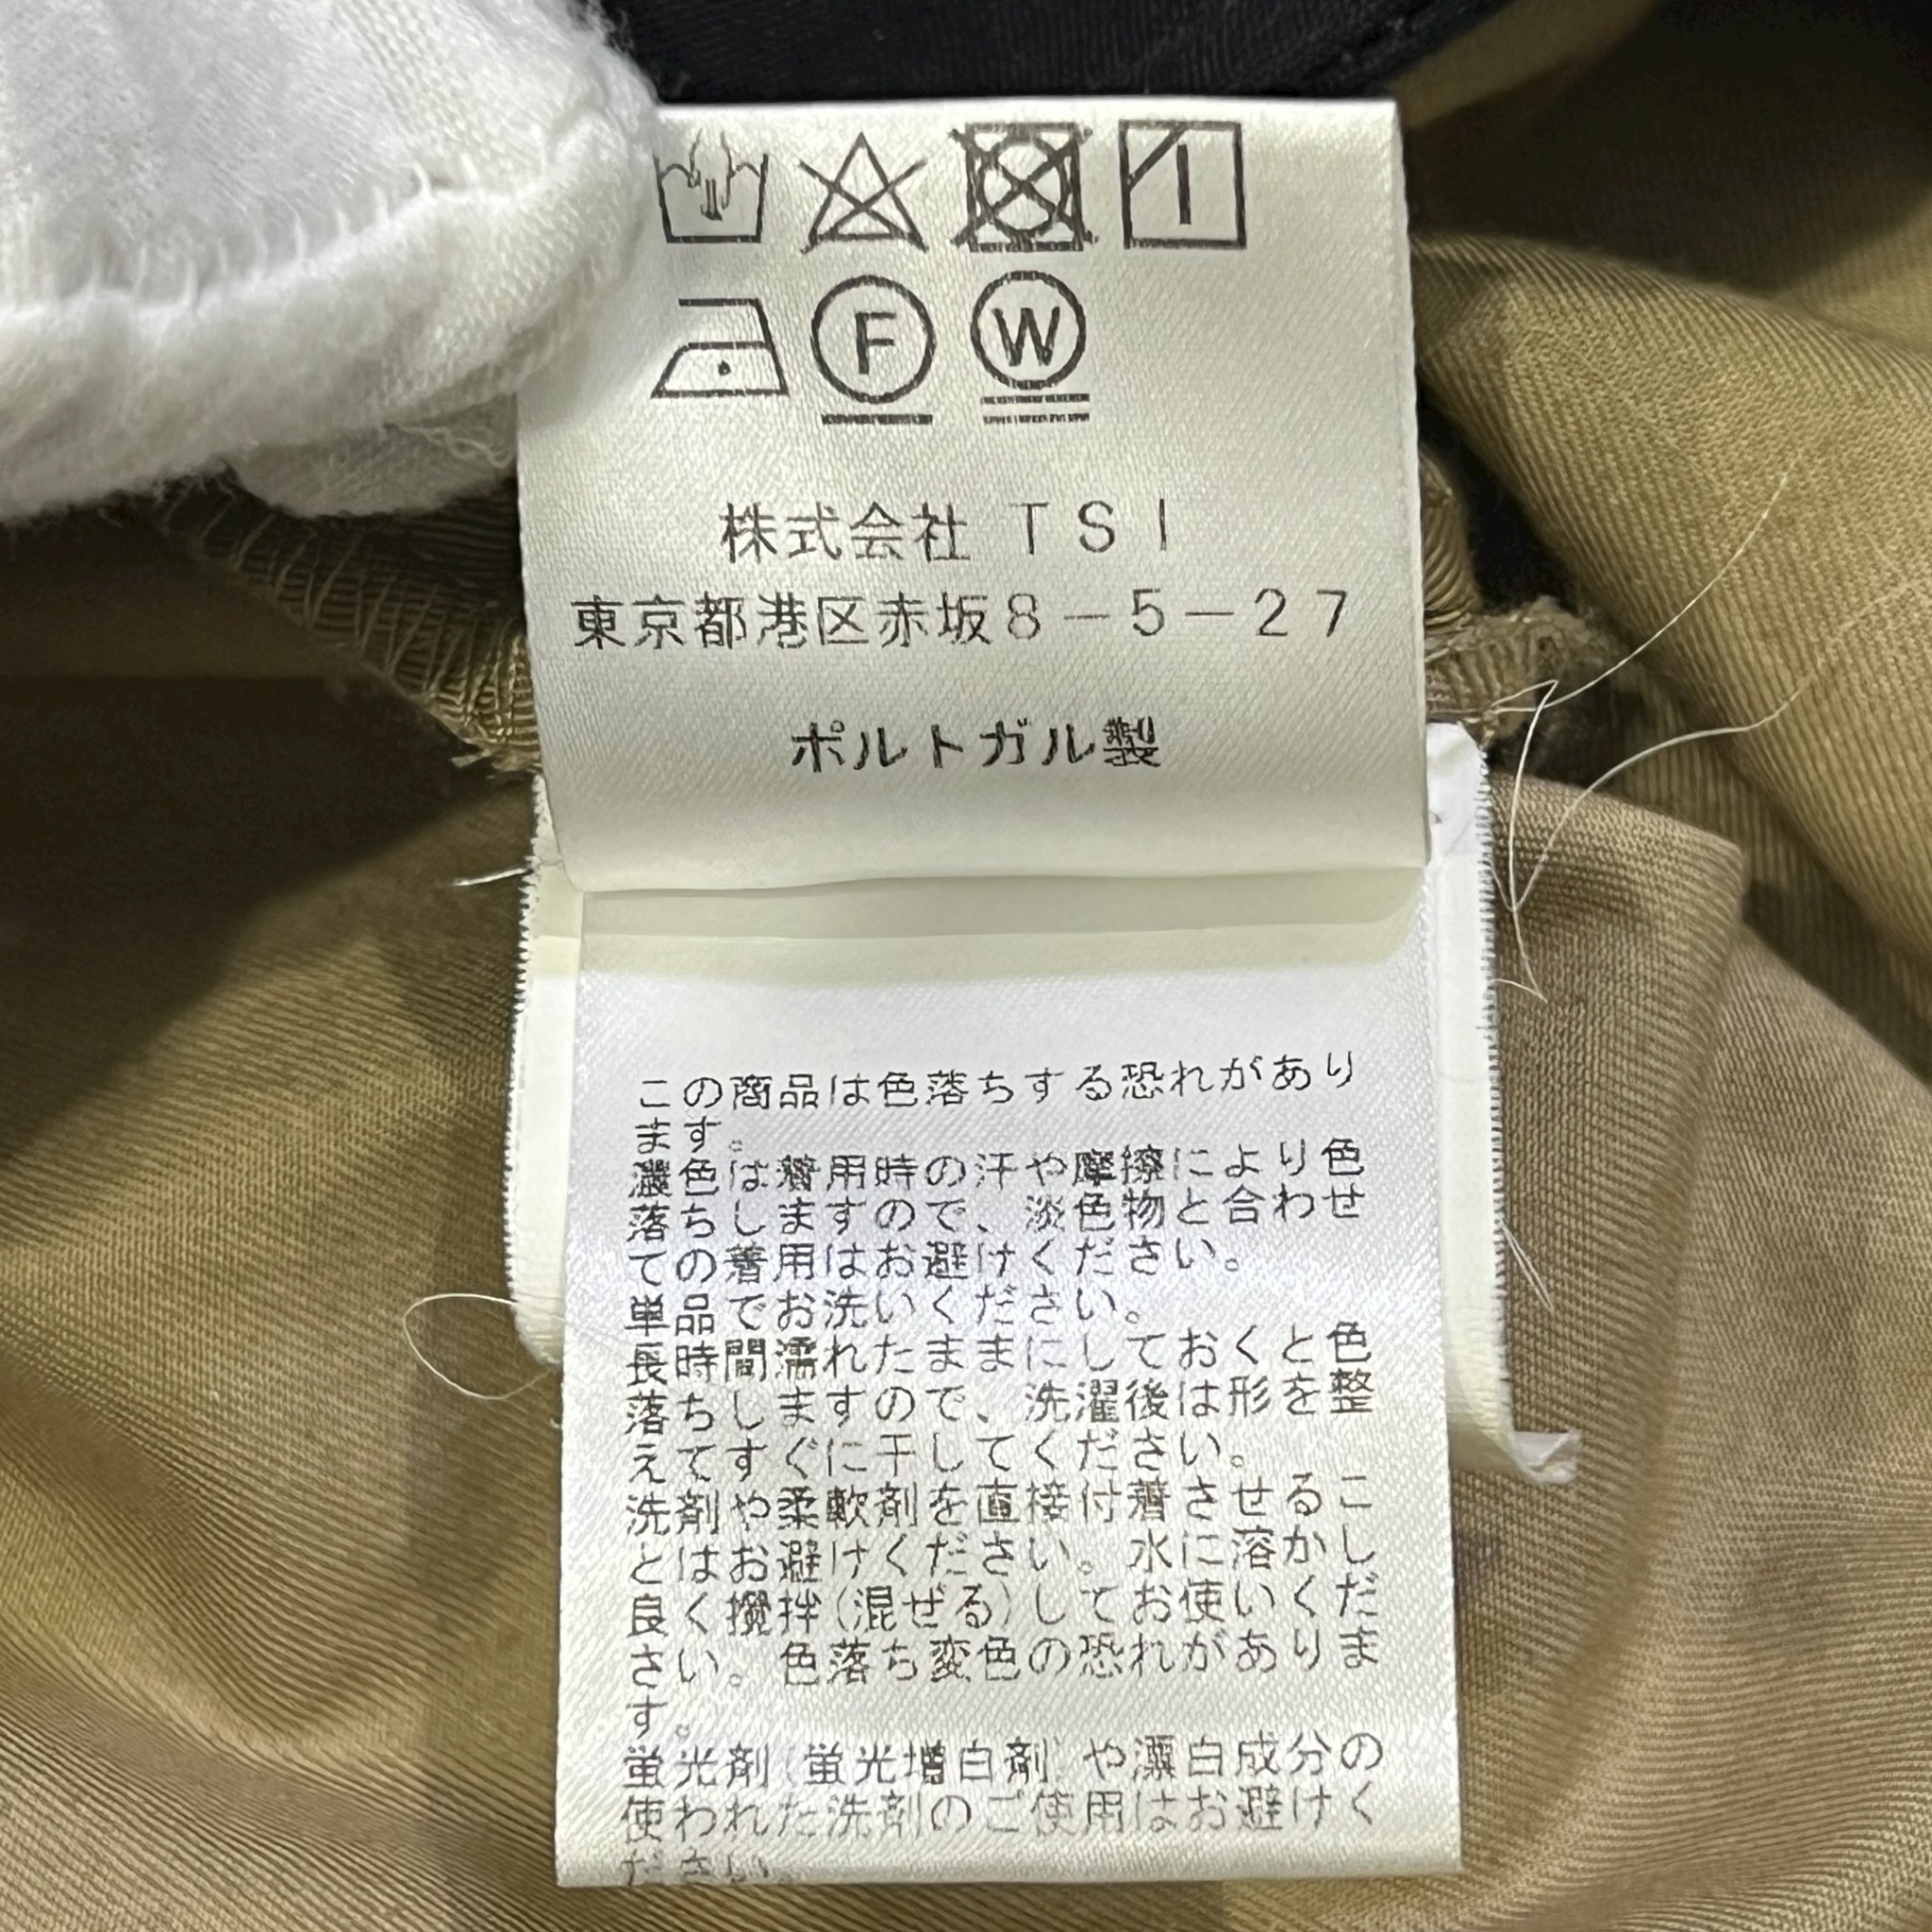 F W
株式会社 TSI
東京都港区赤坂8-5-27
ポルトガル製
この商品は色落ちする恐れがあり
ます。
濃色は着用時の汗や摩擦により色
落ちしますので、淡色物と合わせ
ての着用はお避けください。
単品でお洗いください。
長時間濡れたままにしておくと色
落ちしますので、洗濯後は形を整
えてすぐに干してください。
洗剤や柔軟剤を直接付着させるこ
とはお避けください。水に溶かし
良く攪拌(混ぜる)してお使いくだ
さい。色落ち変色の恐れがありま
す。
蛍光剤(蛍光増白剤)や漂白成分の
使われた洗剤のご使用はお避けく
ださい。